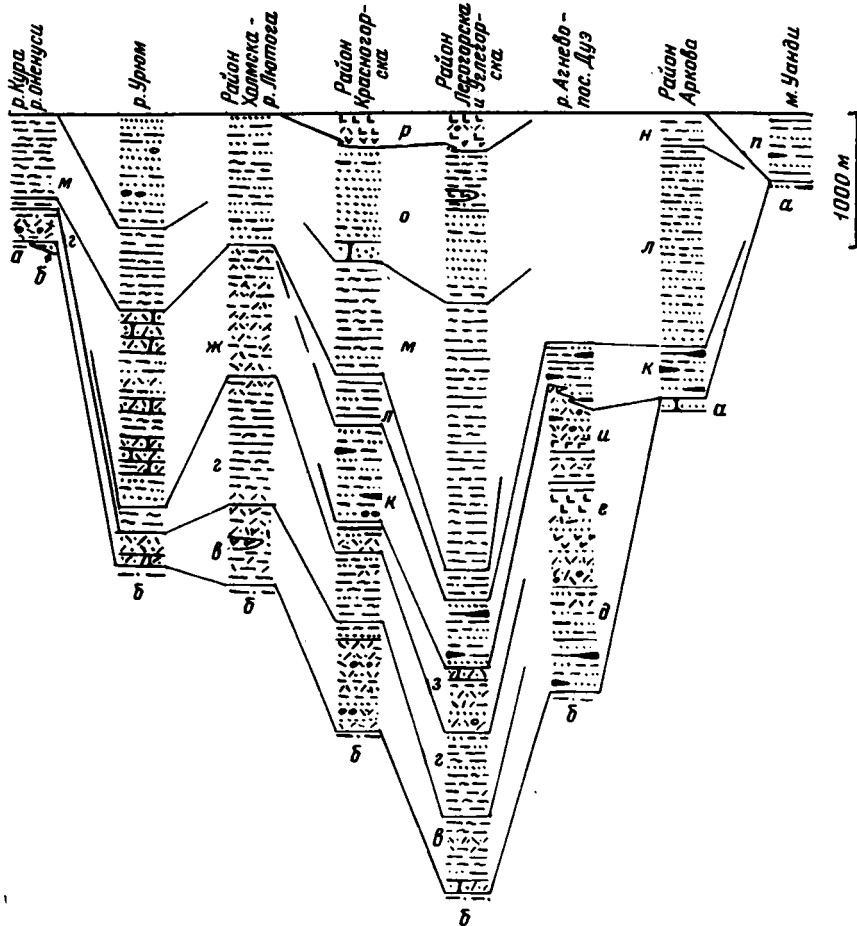 р. Кура
р. Оненуси
р. Урюм
Район
Холмска -
р. Лютога
Район
Красногор-
ска
Район
Лесогорска
и Углегор-
ска
р. Агнево-
пос. Дуэ
Район
Аркова
м. Уанди
1000 м
р
н
п
м
а
о
г
а
б
л
ж
м
к
а
л
и
г
к
е
в
б
д
б
з
б
г
б
в
б